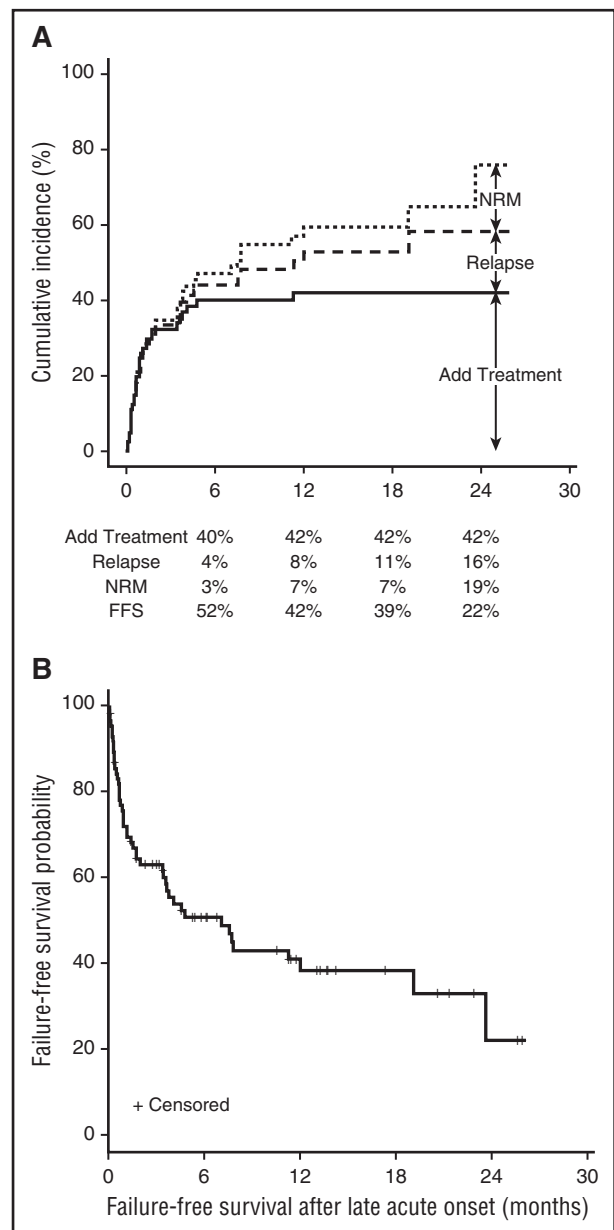 A
Cumulative incidence (%)
100
80
60
40
20
0
NRM
Relapse
Add Treatment
0 6 12 18 24 30
Add Treatment 40% 42% 42% 42%
Relapse 4% 8% 11% 16%
NRM 3% 7% 7% 19%
FFS 52% 42% 39% 22%
B
Failure-free survival probability
100
80
60
40
20
0
+ Censored
0 6 12 18 24 30
Failure-free survival after late acute onset (months)